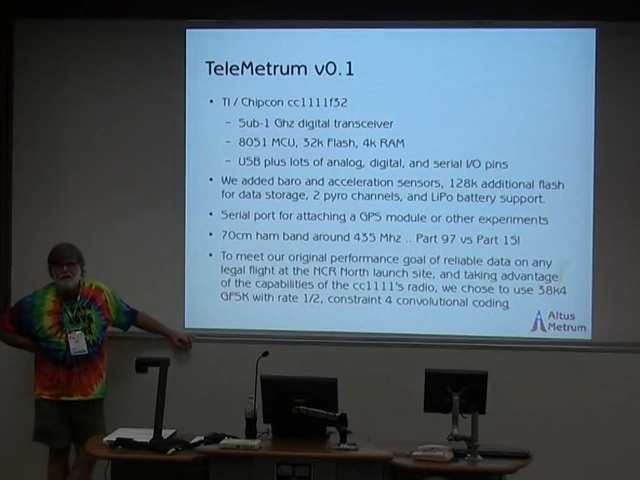 TeleMetrum v0.1
• TI / Chipcon cc1111f32
– Sub-1 Ghz digital transceiver
– 8051 MCU, 32k Flash, 4k RAM
– USB plus lots of analog, digital, and serial I/O pins
• We added baro and acceleration sensors, 128k additional flash
for data storage, 2 pyro channels, and LiPo battery support.
• Serial port for attaching a GPS module or other experiments
• 70cm ham band around 435 Mhz .. Part 97 vs Part 15!
• To meet our original performance goal of reliable data on any
legal flight at the NCR North launch site, and taking advantage
of the capabilities of the cc1111's radio, we chose to use 38k4
GFSK with rate 1/2, constraint 4 convolutional coding
Altus
Metrum